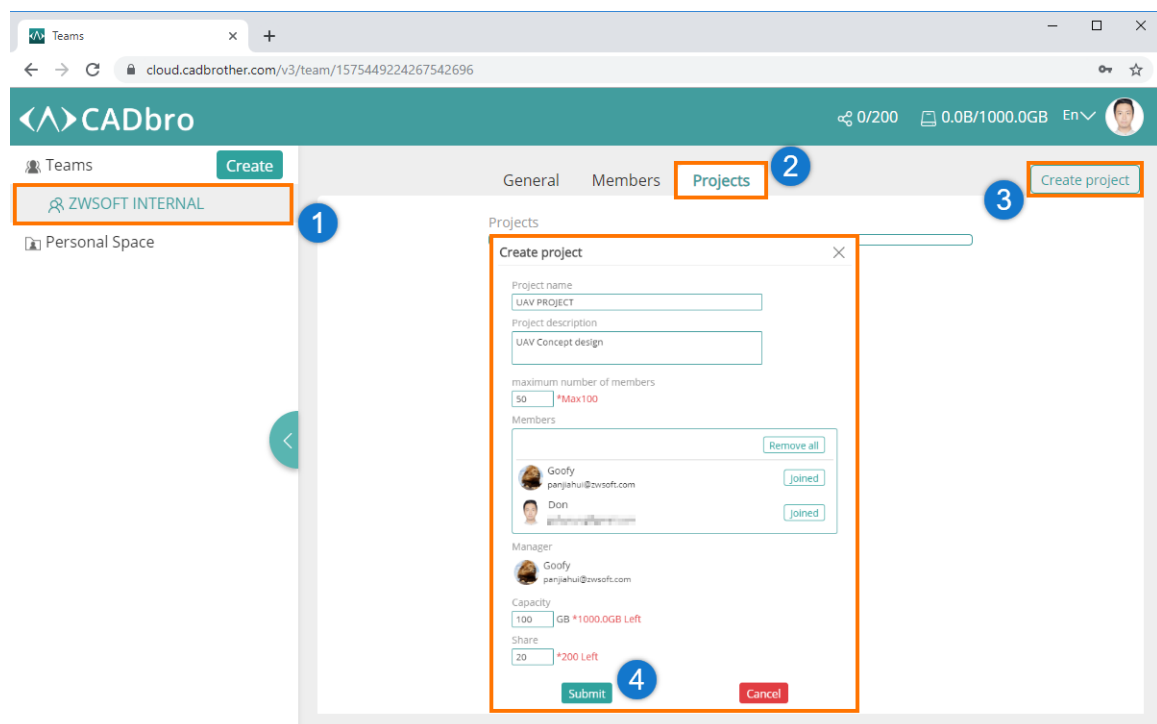 Teams
cloud.cadbrother.com/v3/team/1575449224267542696
CADbro
0/200
0.0B/1000.0GB
En
Teams
Create
ZWSOFT INTERNAL
1
Personal Space
General
Members
Projects
2
Create project
3
Projects
Create project
Project name
UAV PROJECT
Project description
UAV Concept design
maximum number of members
50 *Max100
Members
Remove all
Goofy
panjiahui@zwsoft.com
Joined
Don
Joined
Manager
Goofy
panjiahui@zwsoft.com
Capacity
100 GB *1000.0GB Left
Share
20 *200 Left
Submit
4
Cancel